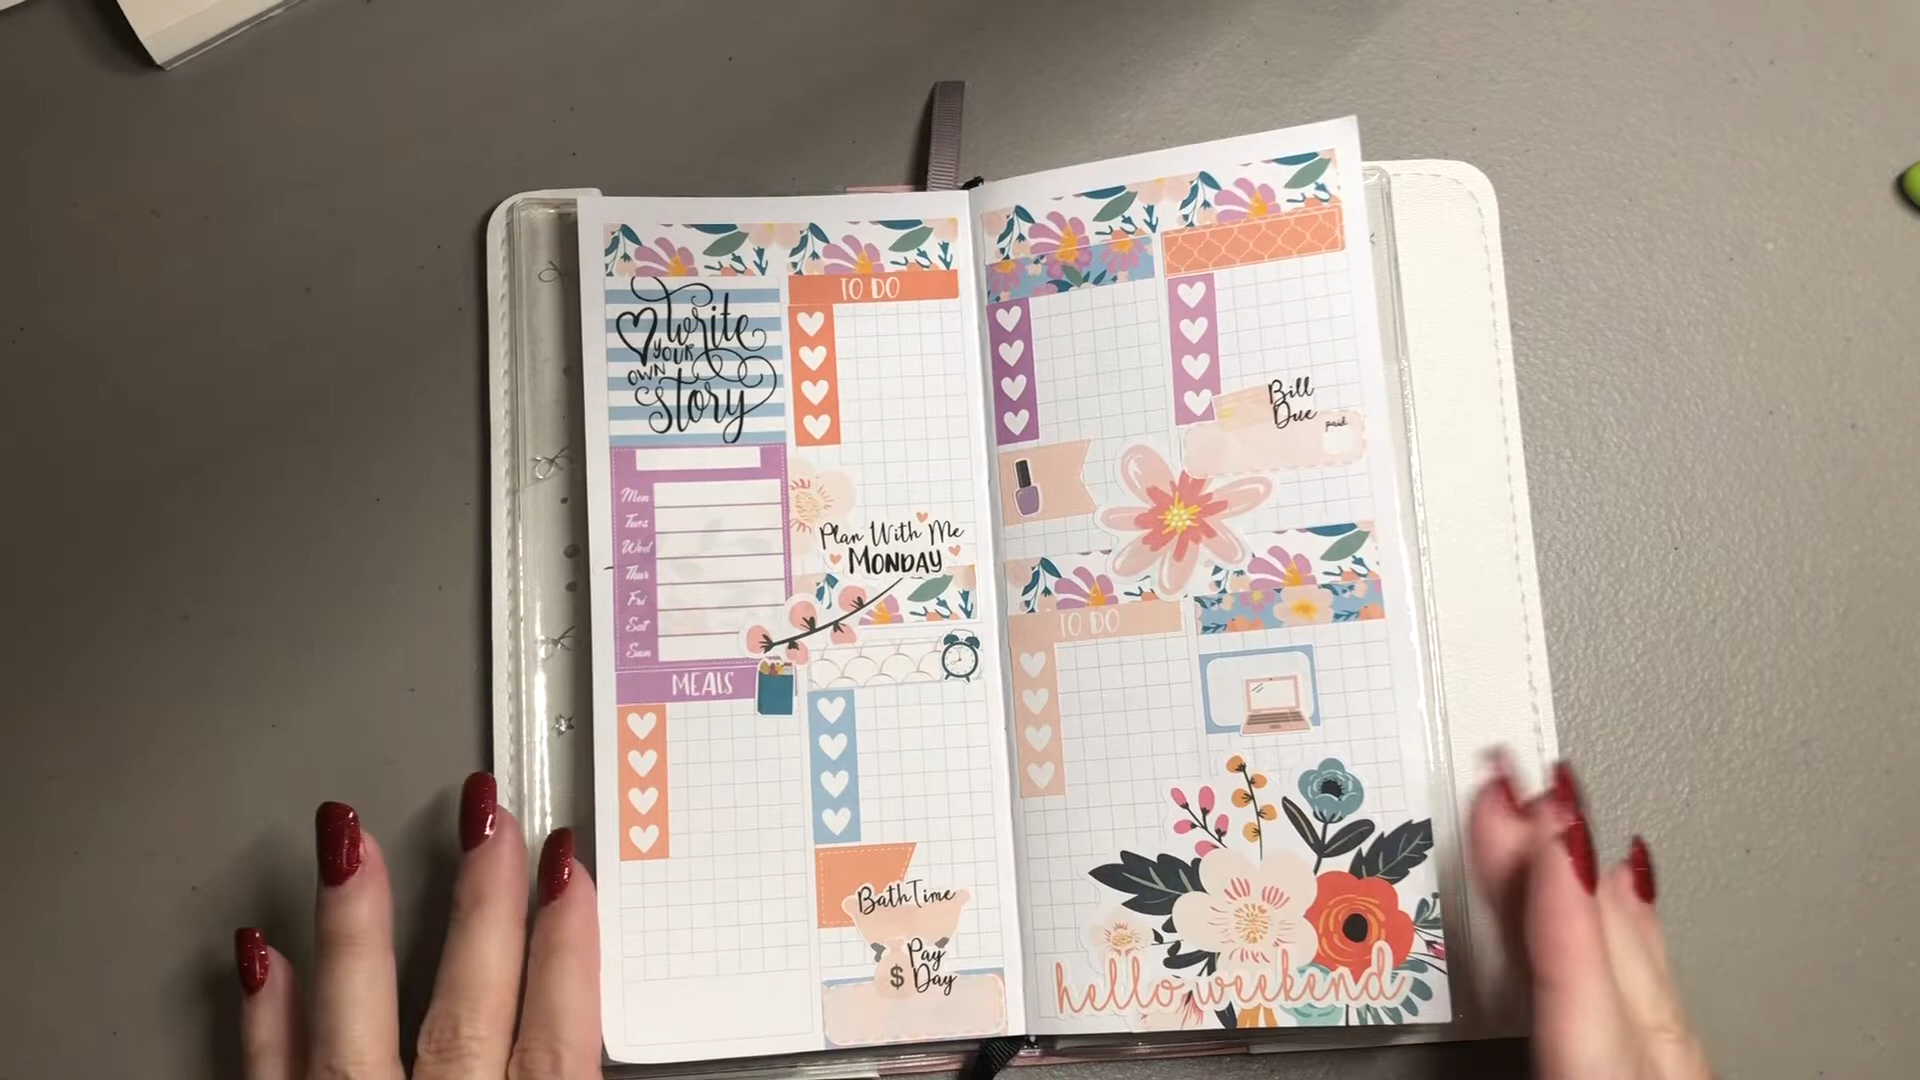 Write
YOUR
OWN
Story
Mon
Tues
Wed
Thur
Fri
Sat
Sun
MEALS
TO DO
Plan With Me
MONDAY
Bath Time
$ Pay
Day
Bill
Due
paid
TO DO
hello weekend